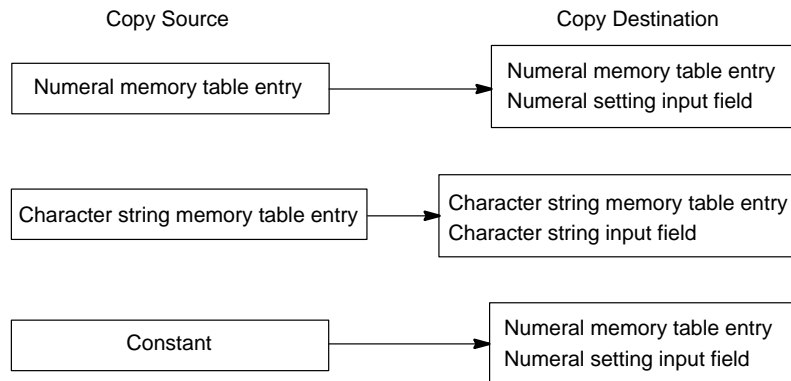 Copy Source Copy Destination
Numeral memory table entry
Numeral memory table entry
Numeral setting input field
Character string memory table entry
Character string memory table entry
Character string input field
Constant
Numeral memory table entry
Numeral setting input field